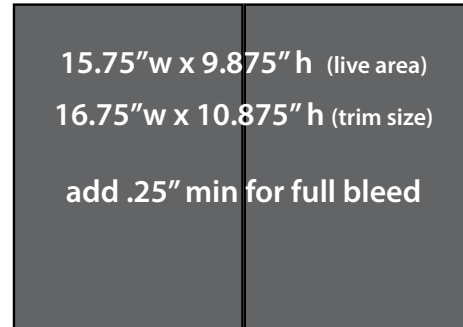 15.75”w x 9.875” h (live area)
16.75”w x 10.875” h (trim size)
add .25” min for full bleed